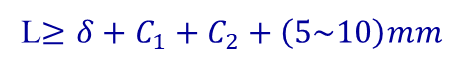 L≥ δ + C₁ + C₂ + (5~10)mm